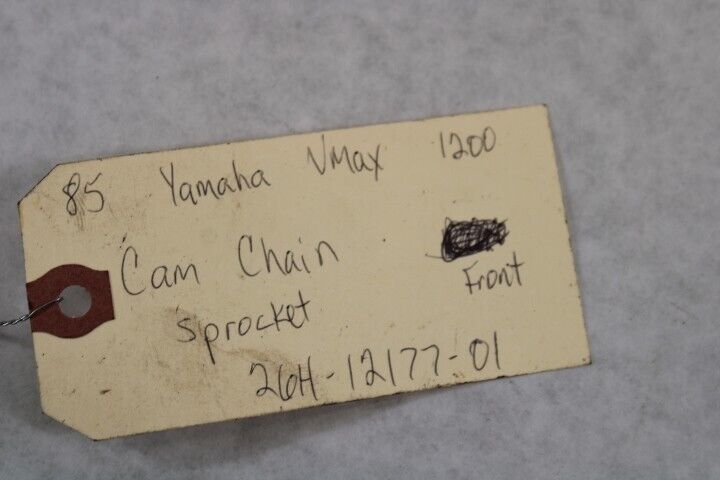 85 Yamaha VMax 1200
Cam Chain
Front
sprocket
26H-12177-01